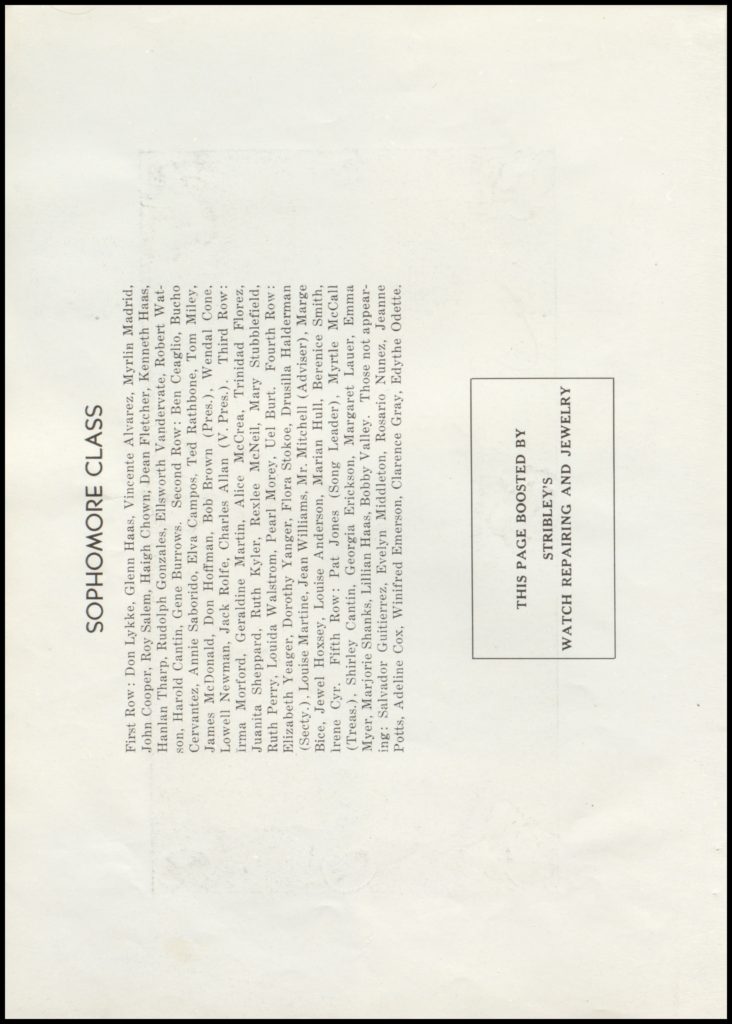 SOPHOMORE CLASS
First Row: Don Lykke, Glenn Haas, Vincente Alvarez, Myrlin Madrid,
John Cooper, Roy Salem, Haigh Chown, Dean Fletcher, Kenneth Haas,
Hanlan Tharp, Rudolph Gonzales, Ellsworth Vandervate, Robert Wat-
son, Harold Cantin, Gene Burrows. Second Row: Ben Ceaglio, Bucho
Cervantez, Annie Saborido, Elva Campos, Ted Rathbone, Tom Miley,
James McDonald, Don Hoffman, Bob Brown (Pres.), Wendal Cone,
Lowell Newman, Jack Rolfe, Charles Allan (V. Pres.). Third Row:
Irma Morford, Geraldine Martin, Alice McCrea, Trinidad Florez,
Juanita Sheppard, Ruth Kyler, Rexlee McNeil, Mary Stubblefield,
Ruth Perry, Louida Walstrom, Pearl Morey, Uel Burt. Fourth Row:
Elizabeth Yeager, Dorothy Yanger, Flora Stokoe, Drusilla Halderman
(Secty.), Louise Martine, Jean Williams, Mr. Mitchell (Adviser), Marge
Bice, Jewel Hoxsey, Louise Anderson, Marian Hull, Berenice Smith,
Irene Cyr. Fifth Row: Pat Jones (Song Leader), Myrtle McCall
(Treas.), Shirley Cantin, Georgia Erickson, Margaret Lauer, Emma
Myer, Marjorie Shanks, Lillian Haas, Bobby Valley. Those not appear-
ing: Salvador Guitierrez, Evelyn Middleton, Rosario Nunez, Jeanne
Potts, Adeline Cox, Winifred Emerson, Clarence Gray, Edythe Odette.
THIS PAGE BOOSTED BY
STRIBLEY'S
WATCH REPAIRING AND JEWELRY